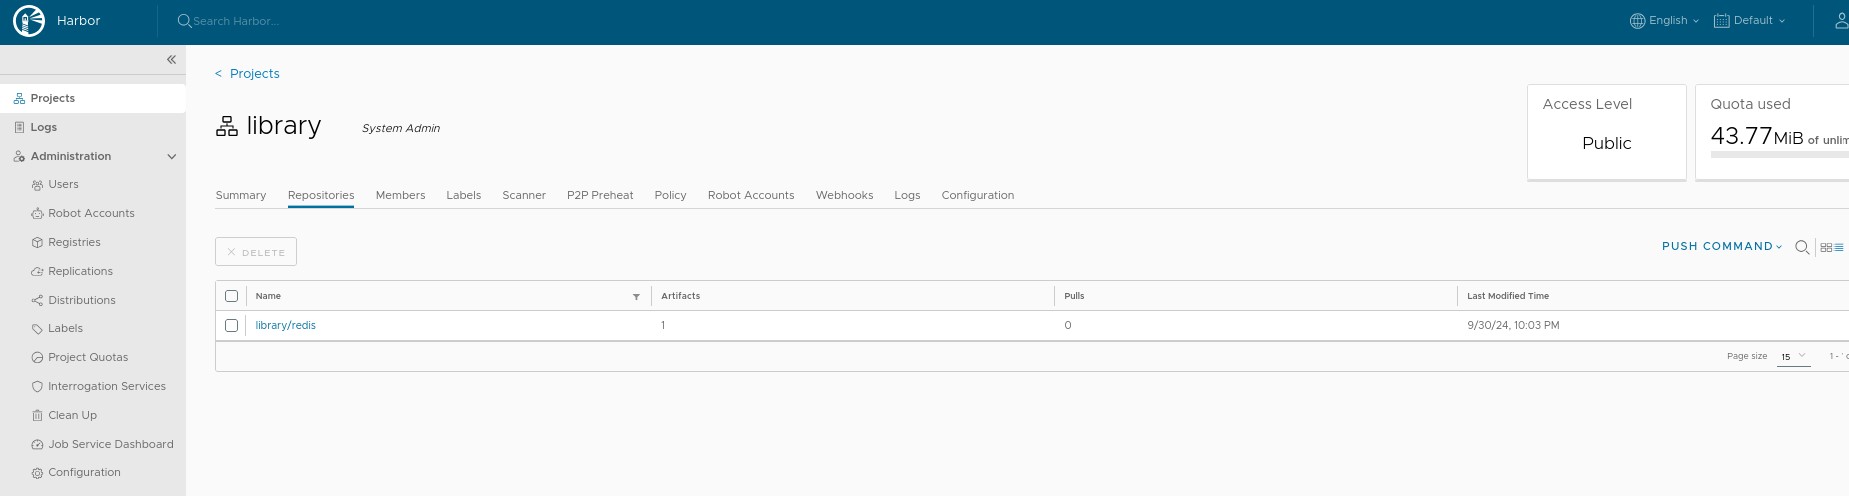 Harbor
Search Harbor...
English
Default
Projects
Logs
Administration
Users
Robot Accounts
Registries
Replications
Distributions
Labels
Project Quotas
Interrogation Services
Clean Up
Job Service Dashboard
Configuration
< Projects
library
System Admin
Access Level
Public
Quota used
43.77MiB of
Summary Repositories Members Labels Scanner P2P Preheat Policy Robot Accounts Webhooks Logs Configuration
DELETE
PUSH COMMAND
Name Artifacts Pulls Last Modified Time
library/redis 1 0 9/30/24, 10:03 PM
Page size 15 1 -